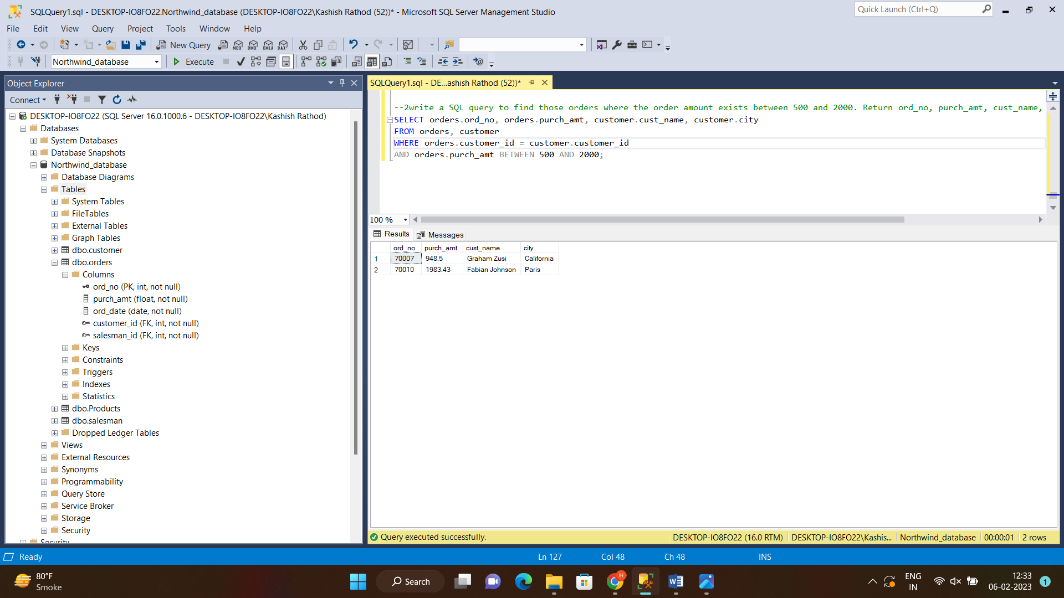 SQLQuery1.sql - DESKTOP-IO8FO22.Northwind_database (DESKTOP-IO8FO22\Kashish Rathod (52))* - Microsoft SQL Server Management Studio
Quick Launch (Ctrl+Q)
File Edit View Query Project Tools Window Help
New Query
Northwind_database
Execute
Object Explorer
Connect
DESKTOP-IO8FO22 (SQL Server 16.0.1000.6 - DESKTOP-IO8FO22\Kashish Rathod)
Databases
System Databases
Database Snapshots
Northwind_database
Database Diagrams
Tables
System Tables
FileTables
External Tables
Graph Tables
dbo.customer
dbo.orders
Columns
ord_no (PK, int, not null)
purch_amt (float, not null)
ord_date (date, not null)
customer_id (FK, int, not null)
salesman_id (FK, int, not null)
Keys
Constraints
Triggers
Indexes
Statistics
dbo.Products
dbo.salesman
Dropped Ledger Tables
Views
External Resources
Synonyms
Programmability
Query Store
Service Broker
Storage
Security
Security
SQLQuery1.sql - DE...ashish Rathod (52))*
--2write a SQL query to find those orders where the order amount exists between 500 and 2000. Return ord_no, purch_amt, cust_name,
SELECT orders.ord_no, orders.purch_amt, customer.cust_name, customer.city
FROM orders, customer
WHERE orders.customer_id = customer.customer_id
AND orders.purch_amt BETWEEN 500 AND 2000;
100 %
Results Messages
ord_no purch_amt cust_name city
1 70007 948.5 Graham Zusi California
2 70010 1983.43 Fabian Johnson Paris
Query executed successfully.
DESKTOP-IO8FO22 (16.0 RTM) DESKTOP-IO8FO22\Kashis... Northwind_database 00:00:01 2 rows
Ready Ln 127 Col 48 Ch 48 INS
80°F
Smoke
Search
ENG
IN
12:33
06-02-2023
1